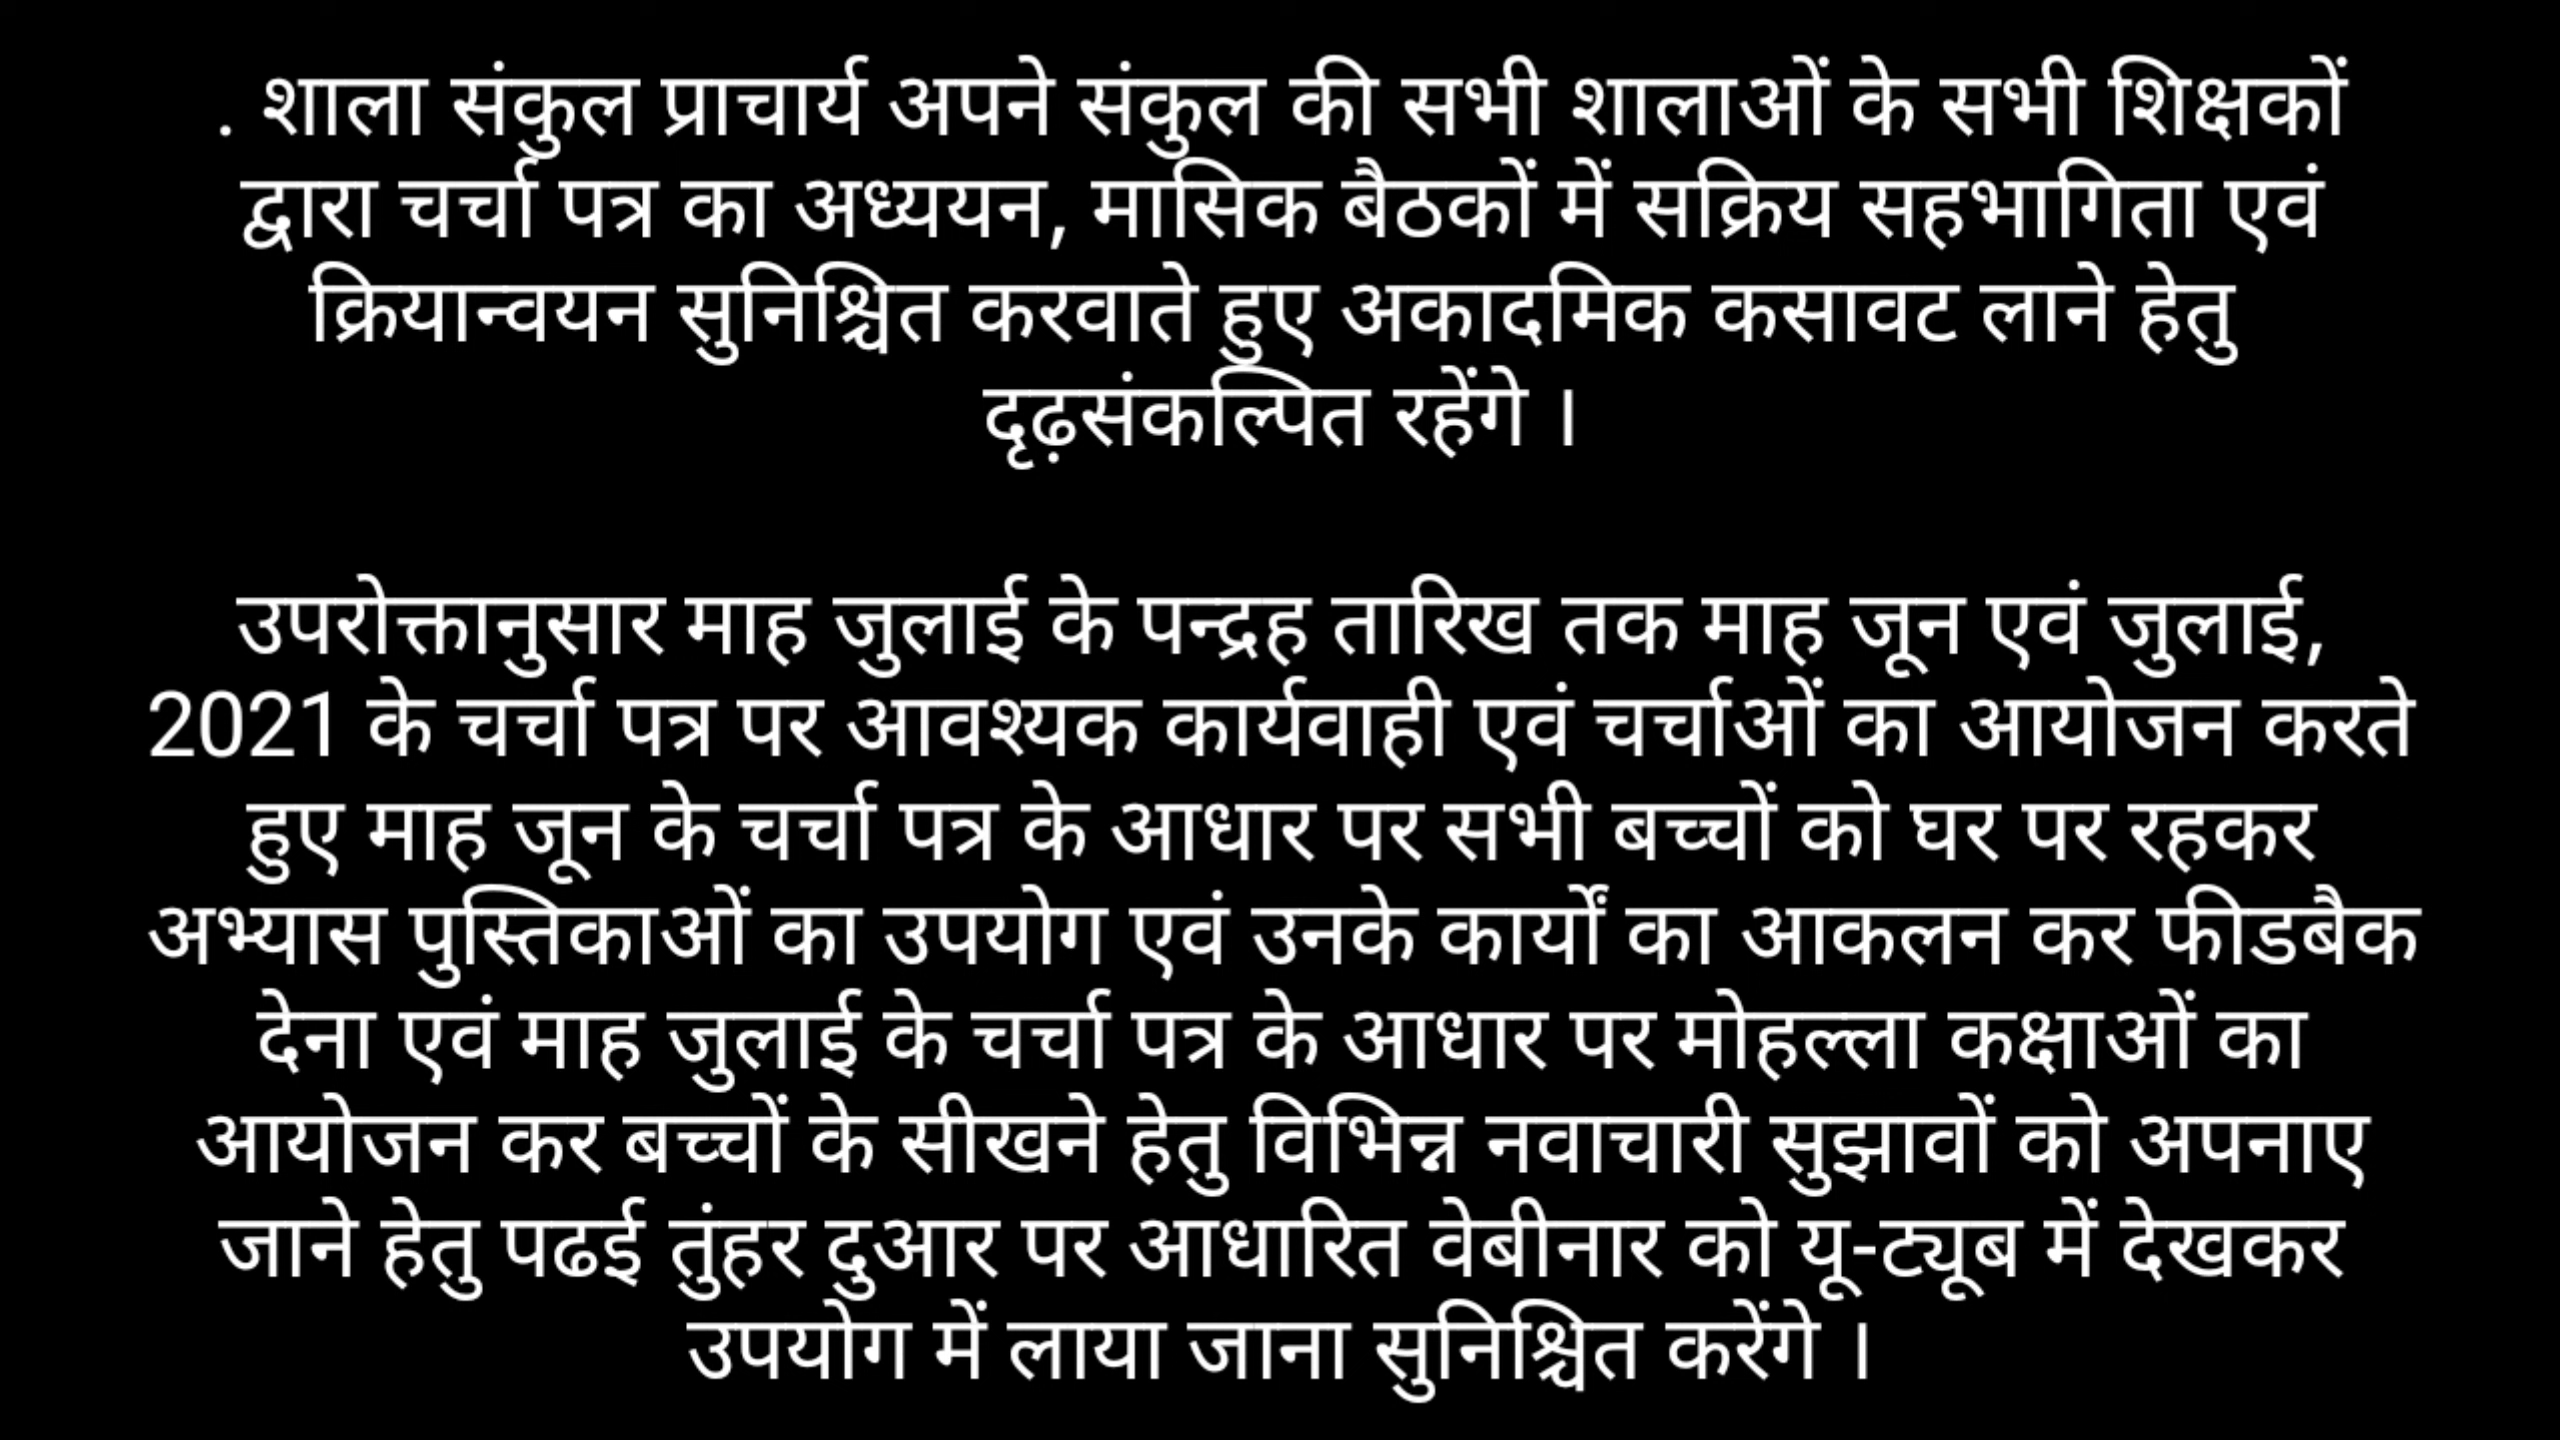 . शाला संकुल प्राचार्य अपने संकुल की सभी शालाओं के सभी शिक्षकों
द्वारा चर्चा पत्र का अध्ययन, मासिक बैठकों में सक्रिय सहभागिता एवं
क्रियान्वयन सुनिश्चित करवाते हुए अकादमिक कसावट लाने हेतु
दृढ़संकल्पित रहेंगे ।
उपरोक्तानुसार माह जुलाई के पन्द्रह तारिख तक माह जून एवं जुलाई,
2021 के चर्चा पत्र पर आवश्यक कार्यवाही एवं चर्चाओं का आयोजन करते
हुए माह जून के चर्चा पत्र के आधार पर सभी बच्चों को घर पर रहकर
अभ्यास पुस्तिकाओं का उपयोग एवं उनके कार्यों का आकलन कर फीडबैक
देना एवं माह जुलाई के चर्चा पत्र के आधार पर मोहल्ला कक्षाओं का
आयोजन कर बच्चों के सीखने हेतु विभिन्न नवाचारी सुझावों को अपनाए
जाने हेतु पढई तुंहर दुआर पर आधारित वेबीनार को यू-ट्यूब में देखकर
उपयोग में लाया जाना सुनिश्चित करेंगे ।